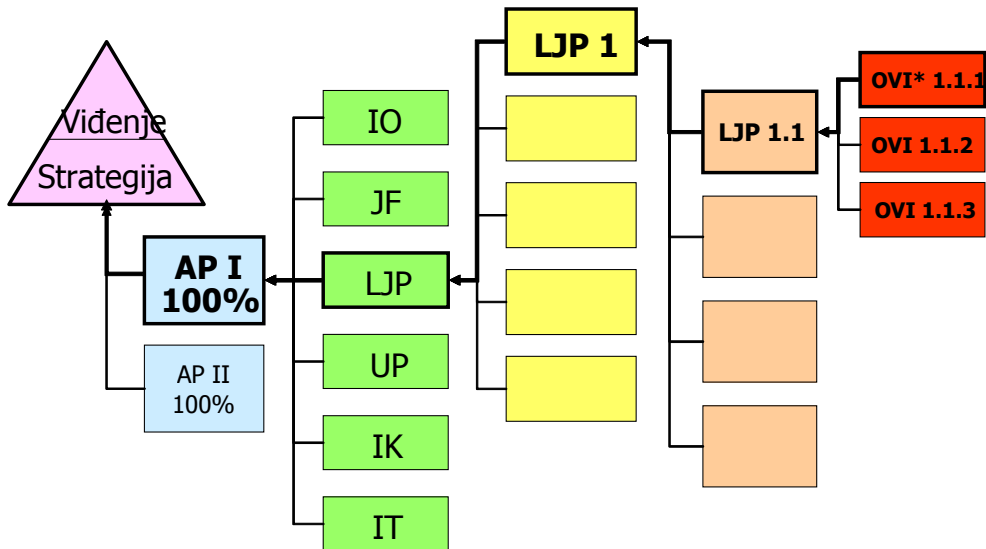 Viđenje
Strategija
AP I
100%
AP II
100%
IO
JF
LJP
UP
IK
IT
LJP 1
LJP 1.1
OVI* 1.1.1
OVI 1.1.2
OVI 1.1.3